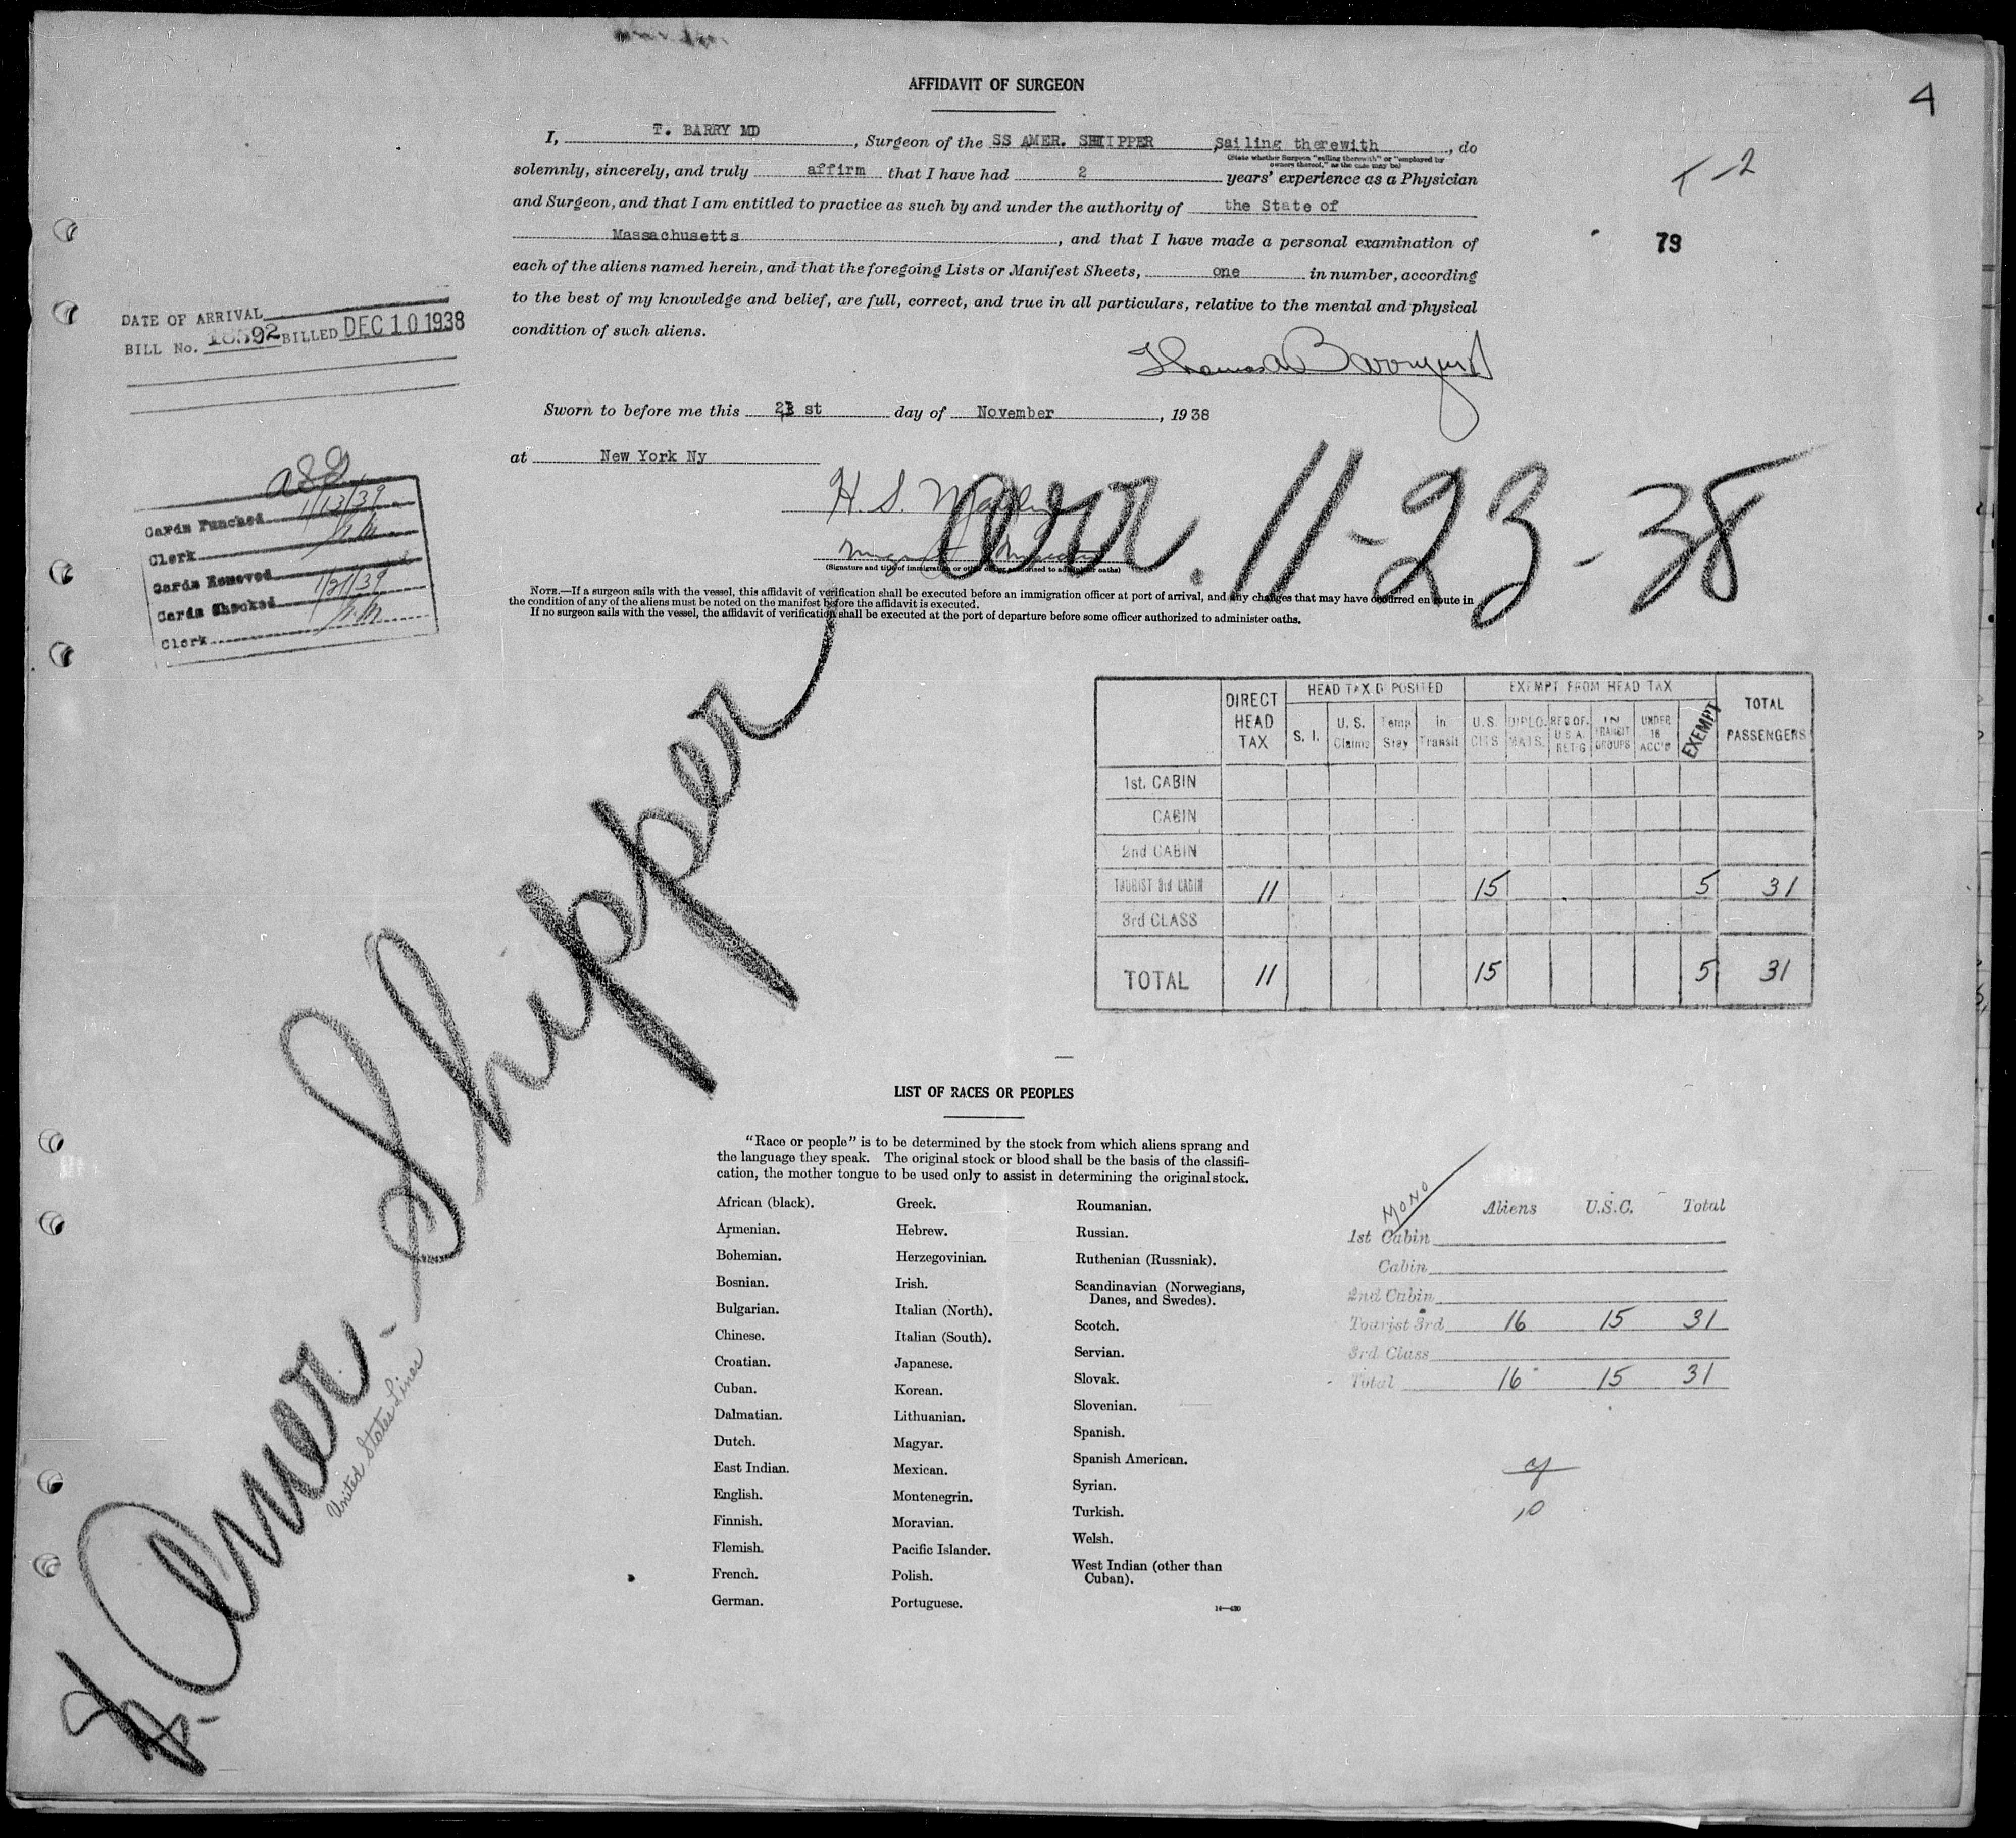 4
AFFIDAVIT OF SURGEON
I, T. BARRY MD, Surgeon of the SS AMER. SHIIPPER Sailing therewith, do
(State whether Surgeon "sailing therewith" or "employed by
owners thereof," as the case may be)
solemnly, sincerely, and truly affirm that I have had 2 years' experience as a Physician
and Surgeon, and that I am entitled to practice as such by and under the authority of the State of
Massachusetts, and that I have made a personal examination of
each of the aliens named herein, and that the foregoing Lists or Manifest Sheets, one in number, according
to the best of my knowledge and belief, are full, correct, and true in all particulars, relative to the mental and physical
condition of such aliens.
79
DATE OF ARRIVAL
BILL No. 18592 BILLED DEC 10 1938
Thomas A Barry MD
Sworn to before me this st day of November, 1938
at New York Ny
H. S.
arr. 11-23-38
(Signature and title of immigration or other officer authorized to administer oaths)
NOTE.—If a surgeon sails with the vessel, this affidavit of verification shall be executed before an immigration officer at port of arrival, and any changes that may have occurred en route in
the condition of any of the aliens must be noted on the manifest before the affidavit is executed.
If no surgeon sails with the vessel, the affidavit of verification shall be executed at the port of departure before some officer authorized to administer oaths.
Cards Punched 1/13/39
Clerk
Cards Removed
Cards Checked 1/21/39
Clerk
DIRECT HEAD TAX
HEAD TAX DEPOSITED
EXEMPT FROM HEAD TAX
TOTAL PASSENGERS
S. I. U. S. Claims Temp Stay in Transit U.S. CITS DIPLOMATS. RES OF U.S.A. RET'G IN TRANSIT GROUPS UNDER 16 ACC'D EXEMPT
1st. CABIN
CABIN
2nd CABIN
TOURIST 3rd CABIN 11 15 5 31
3rd CLASS
TOTAL 11 15 5 31
Amer. Shipper
United States Lines
LIST OF RACES OR PEOPLES
"Race or people" is to be determined by the stock from which aliens sprang and
the language they speak. The original stock or blood shall be the basis of the classifi-
cation, the mother tongue to be used only to assist in determining the original stock.
African (black).
Armenian.
Bohemian.
Bosnian.
Bulgarian.
Chinese.
Croatian.
Cuban.
Dalmatian.
Dutch.
East Indian.
English.
Finnish.
Flemish.
French.
German.
Greek.
Hebrew.
Herzegovinian.
Irish.
Italian (North).
Italian (South).
Japanese.
Korean.
Lithuanian.
Magyar.
Mexican.
Montenegrin.
Moravian.
Pacific Islander.
Polish.
Portuguese.
Roumanian.
Russian.
Ruthenian (Russniak).
Scandinavian (Norwegians,
Danes, and Swedes).
Scotch.
Servian.
Slovak.
Slovenian.
Spanish.
Spanish American.
Syrian.
Turkish.
Welsh.
West Indian (other than
Cuban).
MONO
Aliens U.S.C. Total
1st Cabin
Cabin
2nd Cabin
Tourist 3rd 16 15 31
3rd Class
Total 16 15 31